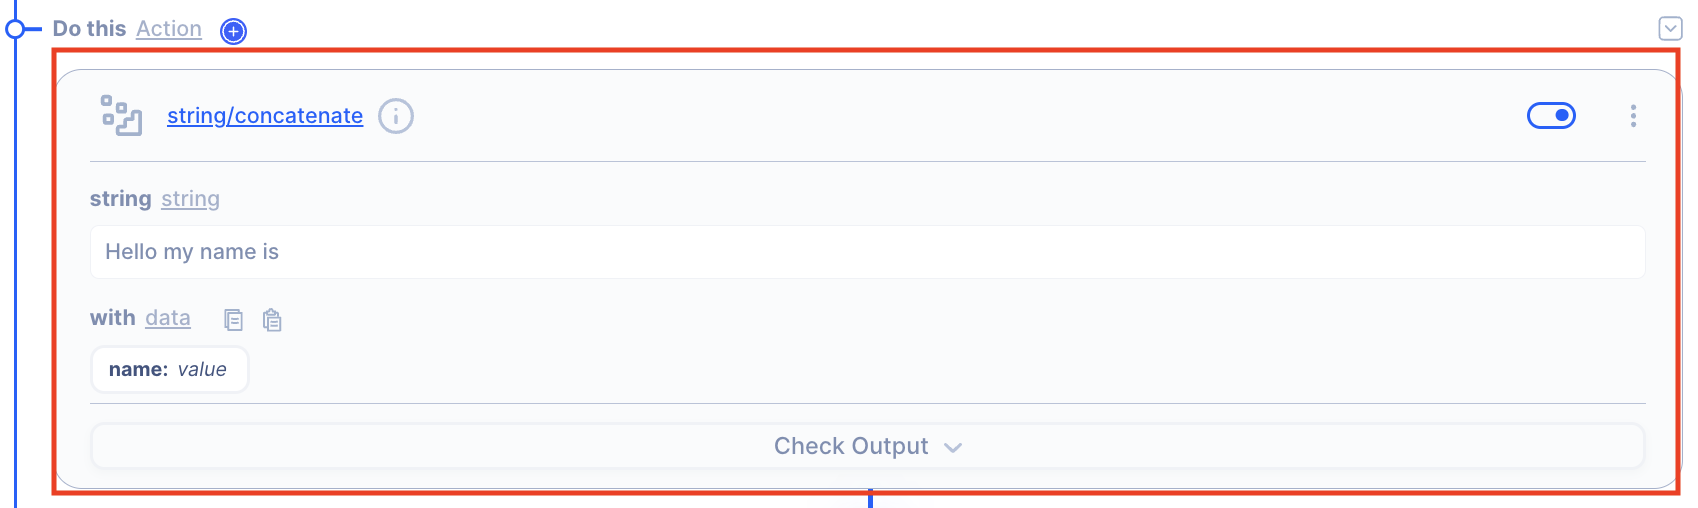 Do this Action
string/concatenate
string string
Hello my name is
with data
name: value
Check Output